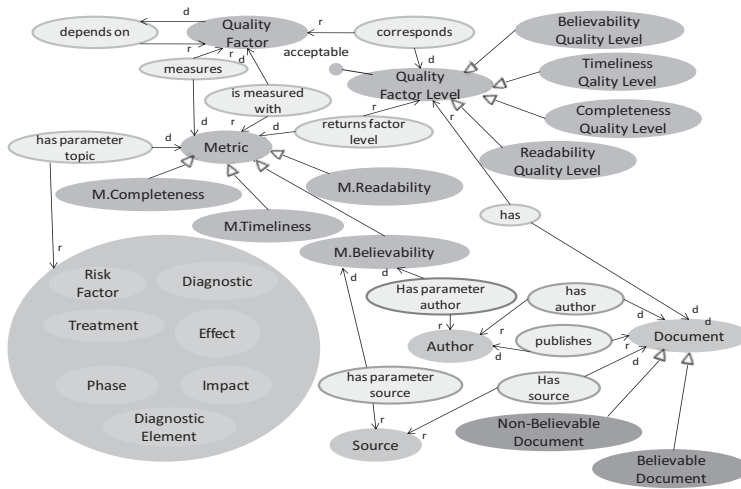 d
Quality
Factor
r
depends on
r
r
d
corresponds
d
Believability
Quality Level
acceptable
measures
Quality
Factor Level
Timeliness
Qality Level
is measured
with
d
r
d
r
returns factor
level
Completeness
Quality Level
has parameter
topic
d
Metric
Readability
Quality Level
r
M.Completeness
M.Readability
M.Timeliness
has
r
M.Believability
d
d
Risk
Factor
Diagnostic
Treatment
Effect
Phase
Impact
Diagnostic
Element
Has parameter
author
r
has
author
d
r
d
d
Author
publishes
d
r
Document
has parameter
source
r
Has
source
d
r
Source
Non-Believable
Document
Believable
Document